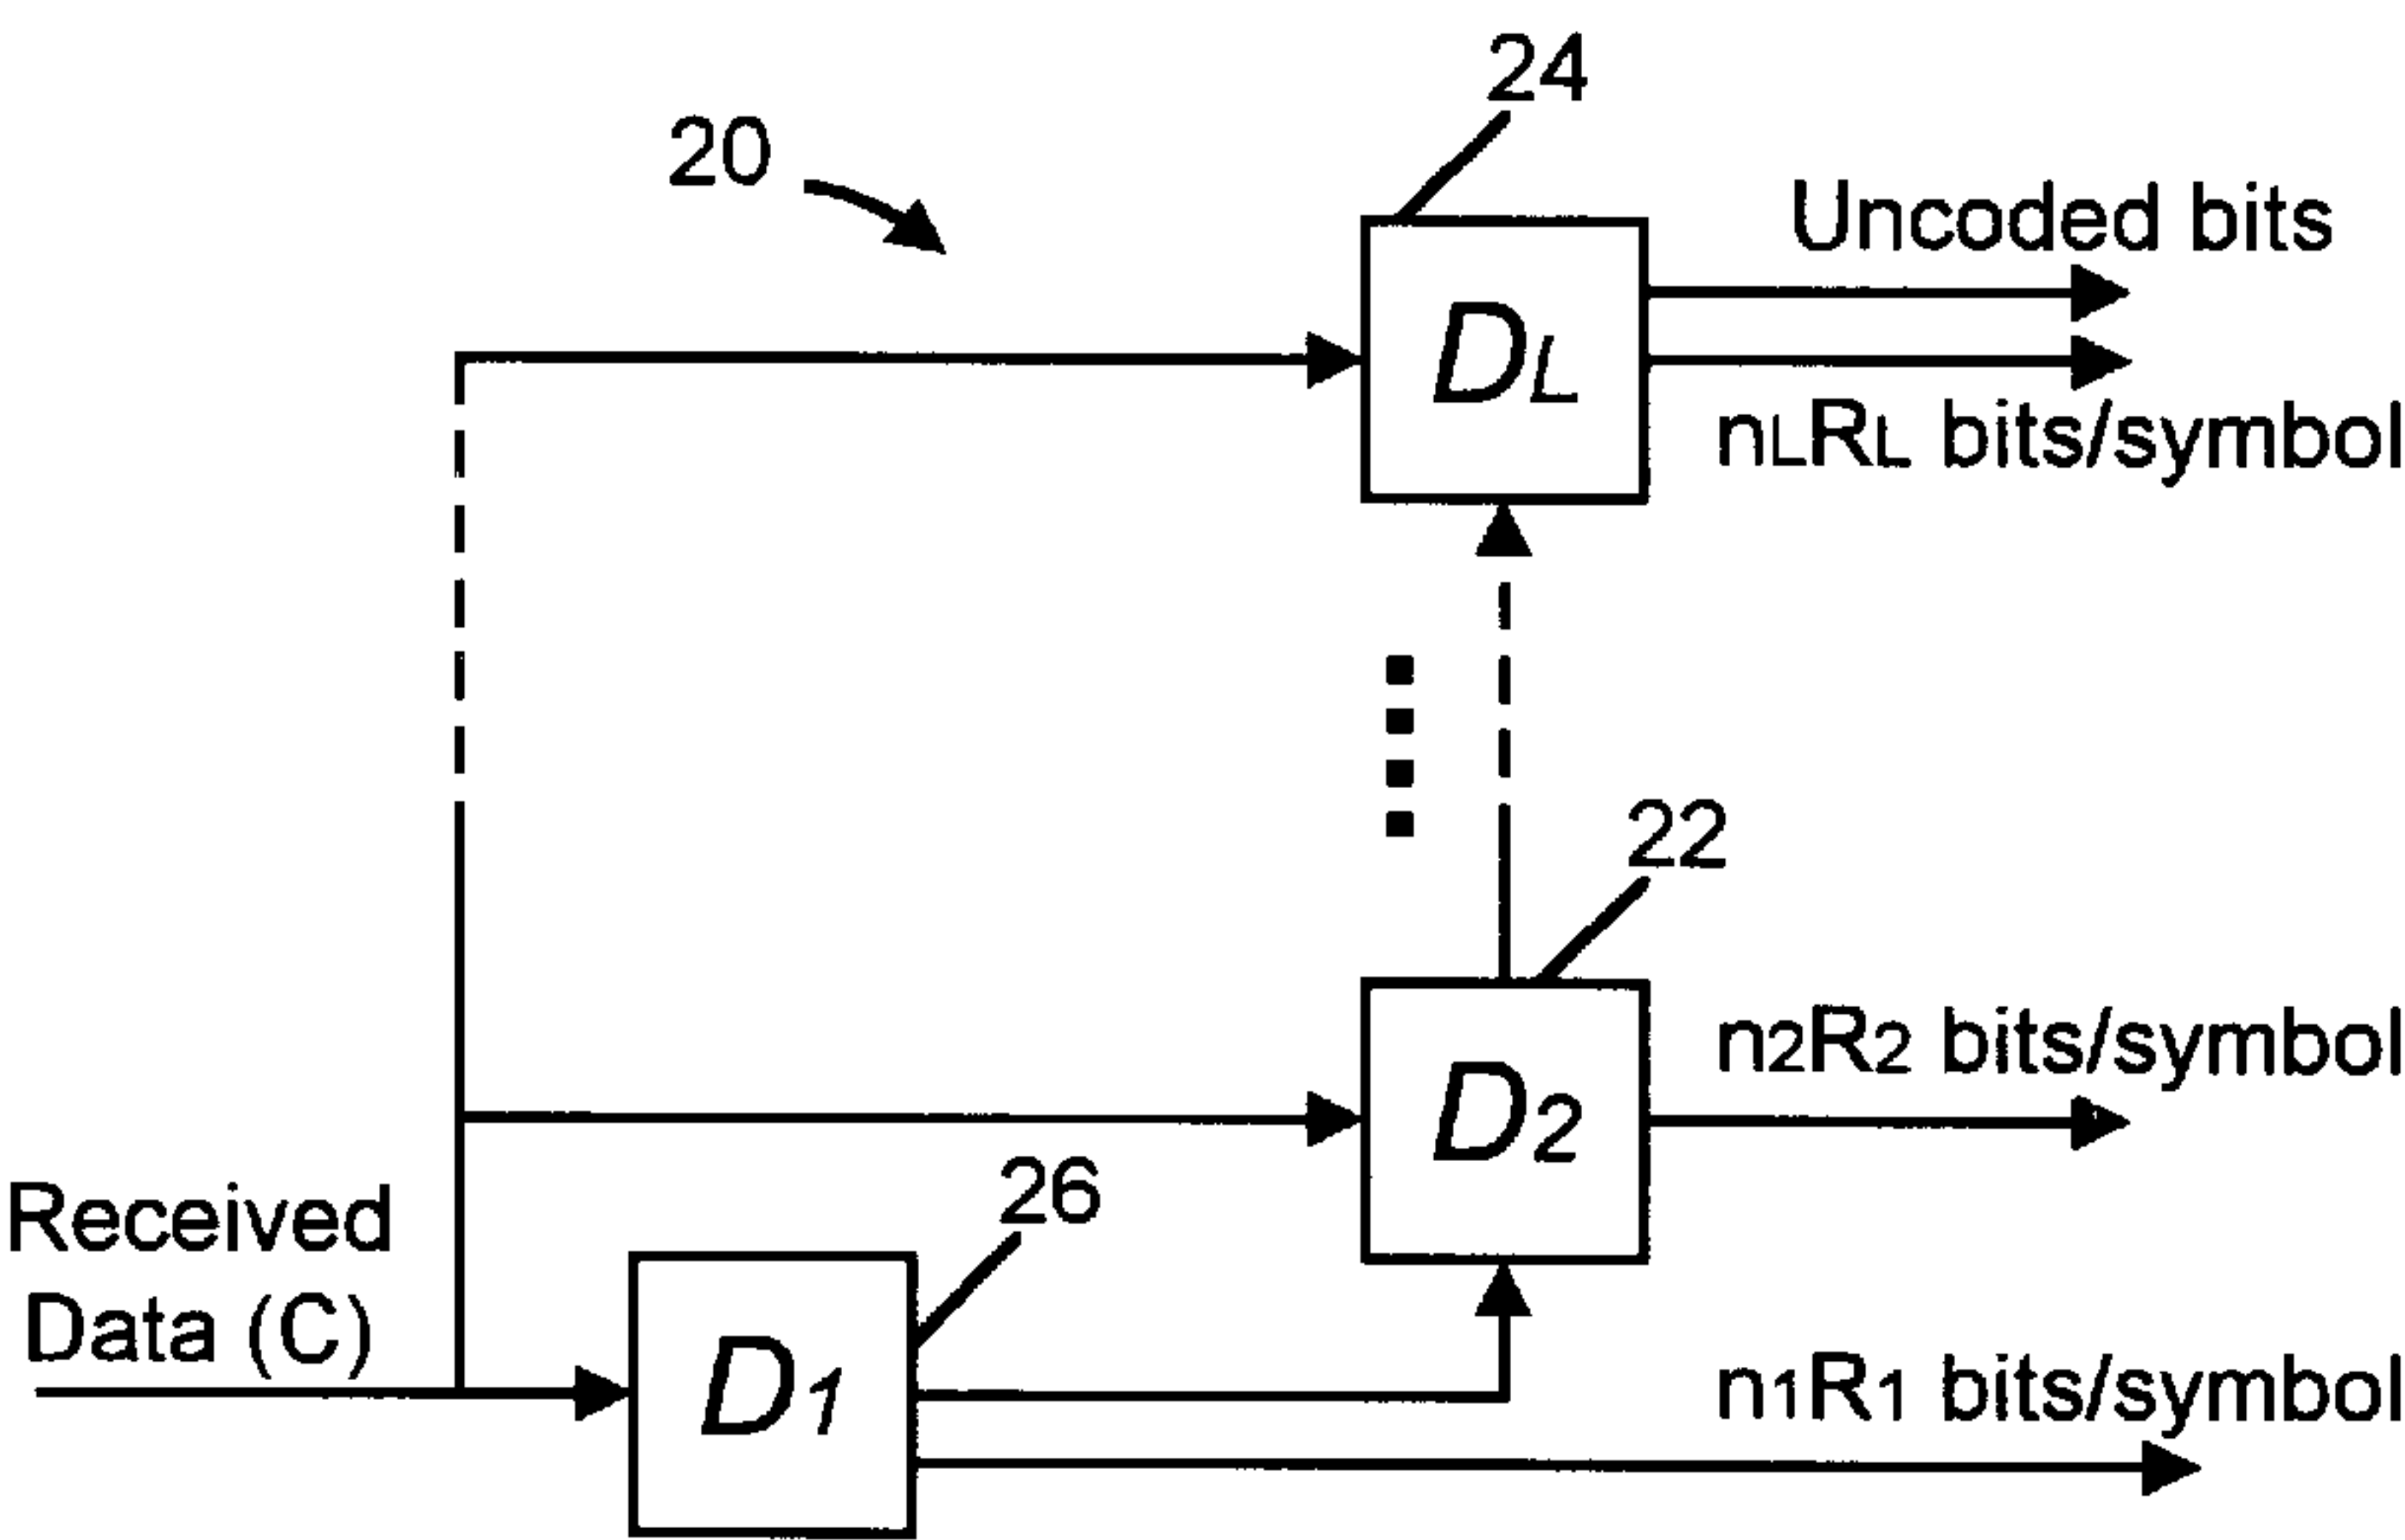 24
20
Uncoded bits
DL
nLRL bits/symbol
22
n2R2 bits/symbol
D2
26
Received
Data (C)
D1
n1R1 bits/symbol